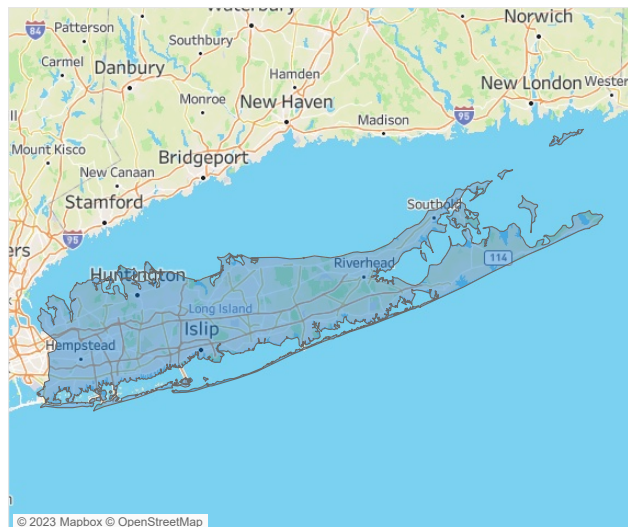 Waterbury
Norwich
84
Patterson
Southbury
Carmel
Danbury
Hamden
New London
Wester
Monroe
New Haven
95
Madison
Mount Kisco
Bridgeport
New Canaan
Stamford
Southold
95
ers
114
Riverhead
Huntington
Long Island
Islip
Hempstead
© 2023 Mapbox © OpenStreetMap